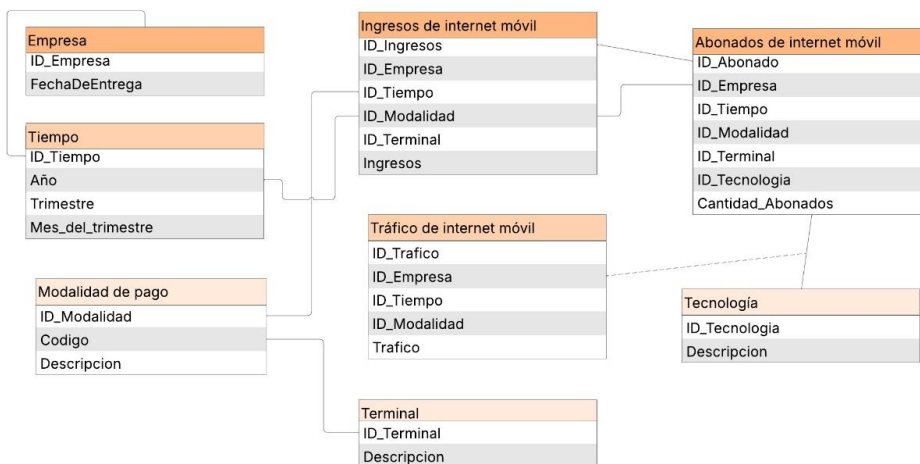 Empresa
ID_Empresa
FechaDeEntrega
Tiempo
ID_Tiempo
Año
Trimestre
Mes_del_trimestre
Modalidad de pago
ID_Modalidad
Codigo
Descripcion
Ingresos de internet móvil
ID_Ingresos
ID_Empresa
ID_Tiempo
ID_Modalidad
ID_Terminal
Ingresos
Tráfico de internet móvil
ID_Trafico
ID_Empresa
ID_Tiempo
ID_Modalidad
Trafico
Terminal
ID_Terminal
Descripcion
Abonados de internet móvil
ID_Abonado
ID_Empresa
ID_Tiempo
ID_Modalidad
ID_Terminal
ID_Tecnologia
Cantidad_Abonados
Tecnología
ID_Tecnologia
Descripcion